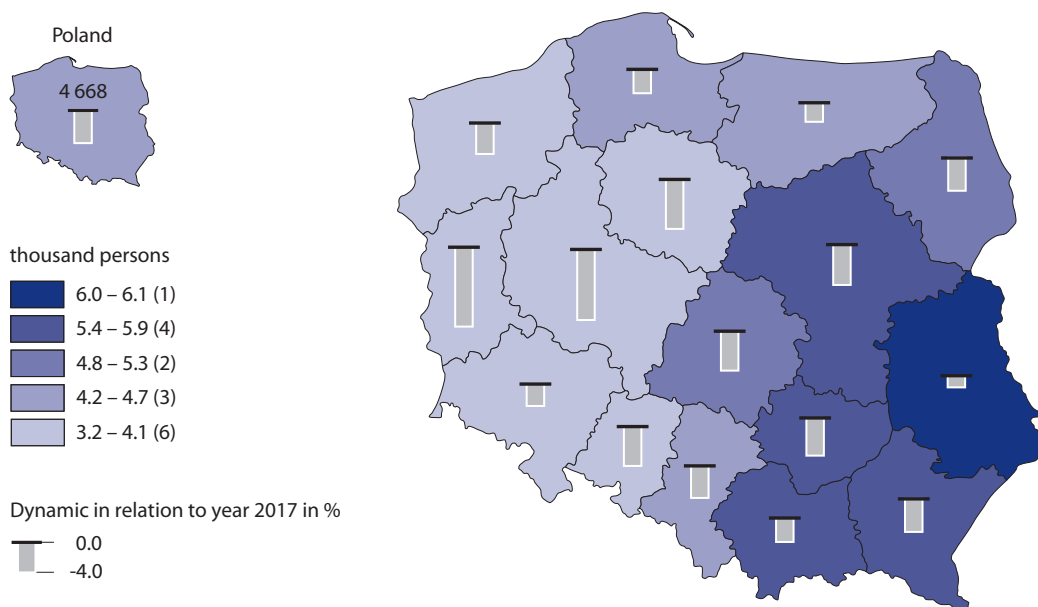 Poland
4 668
thousand persons
6.0 – 6.1 (1)
5.4 – 5.9 (4)
4.8 – 5.3 (2)
4.2 – 4.7 (3)
3.2 – 4.1 (6)
Dynamic in relation to year 2017 in %
0.0
-4.0